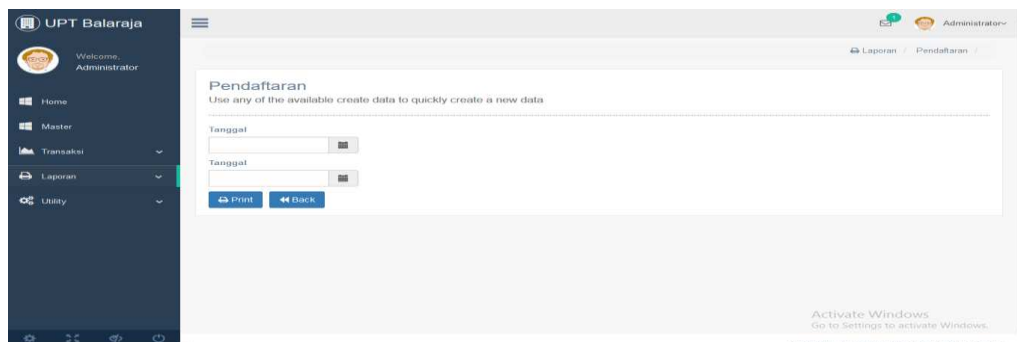 UPT Balaraja
1
Administrator
Welcome,
Administrator
Laporan / Pendaftaran /
Home
Master
Transaksi
Laporan
Utility
Pendaftaran
Use any of the available create data to quickly create a new data
Tanggal
Tanggal
Print
Back
Activate Windows
Go to Settings to activate Windows.